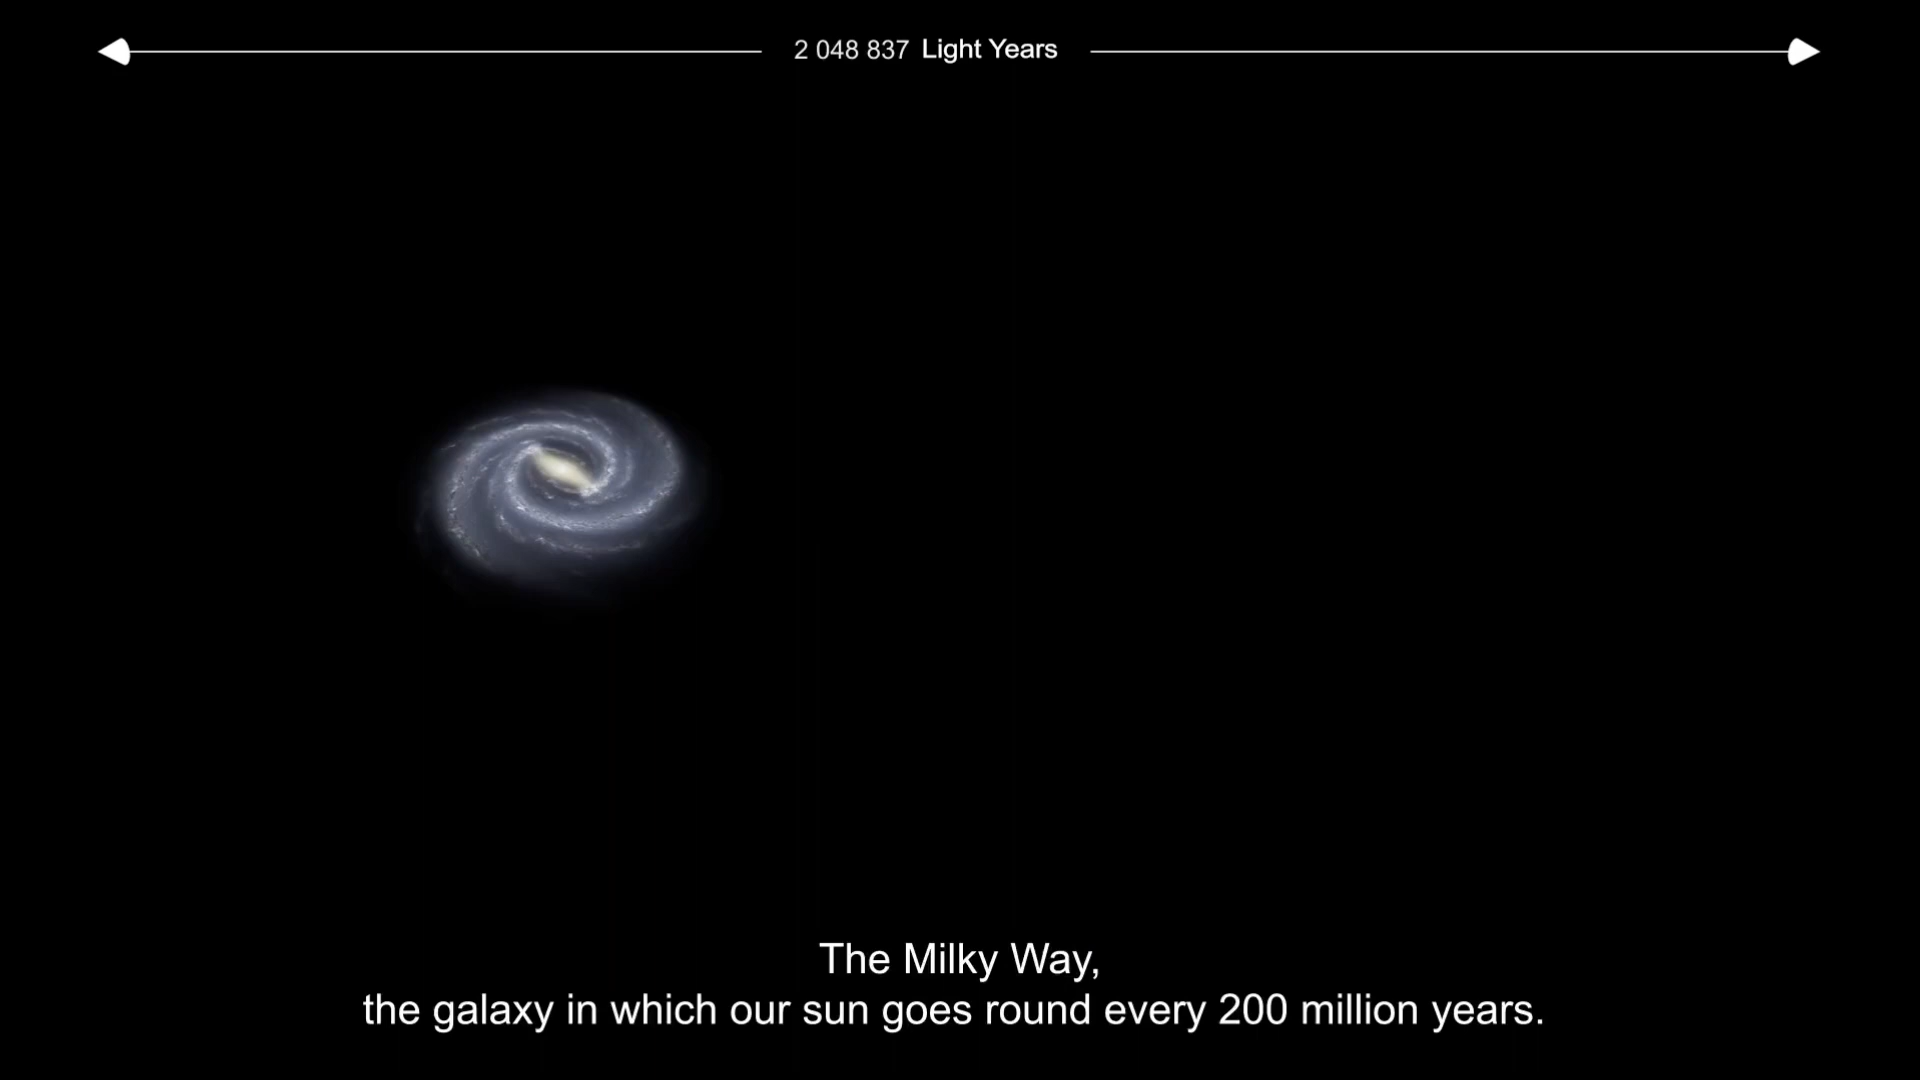 2 048 837 Light Years
The Milky Way,
the galaxy in which our sun goes round every 200 million years.